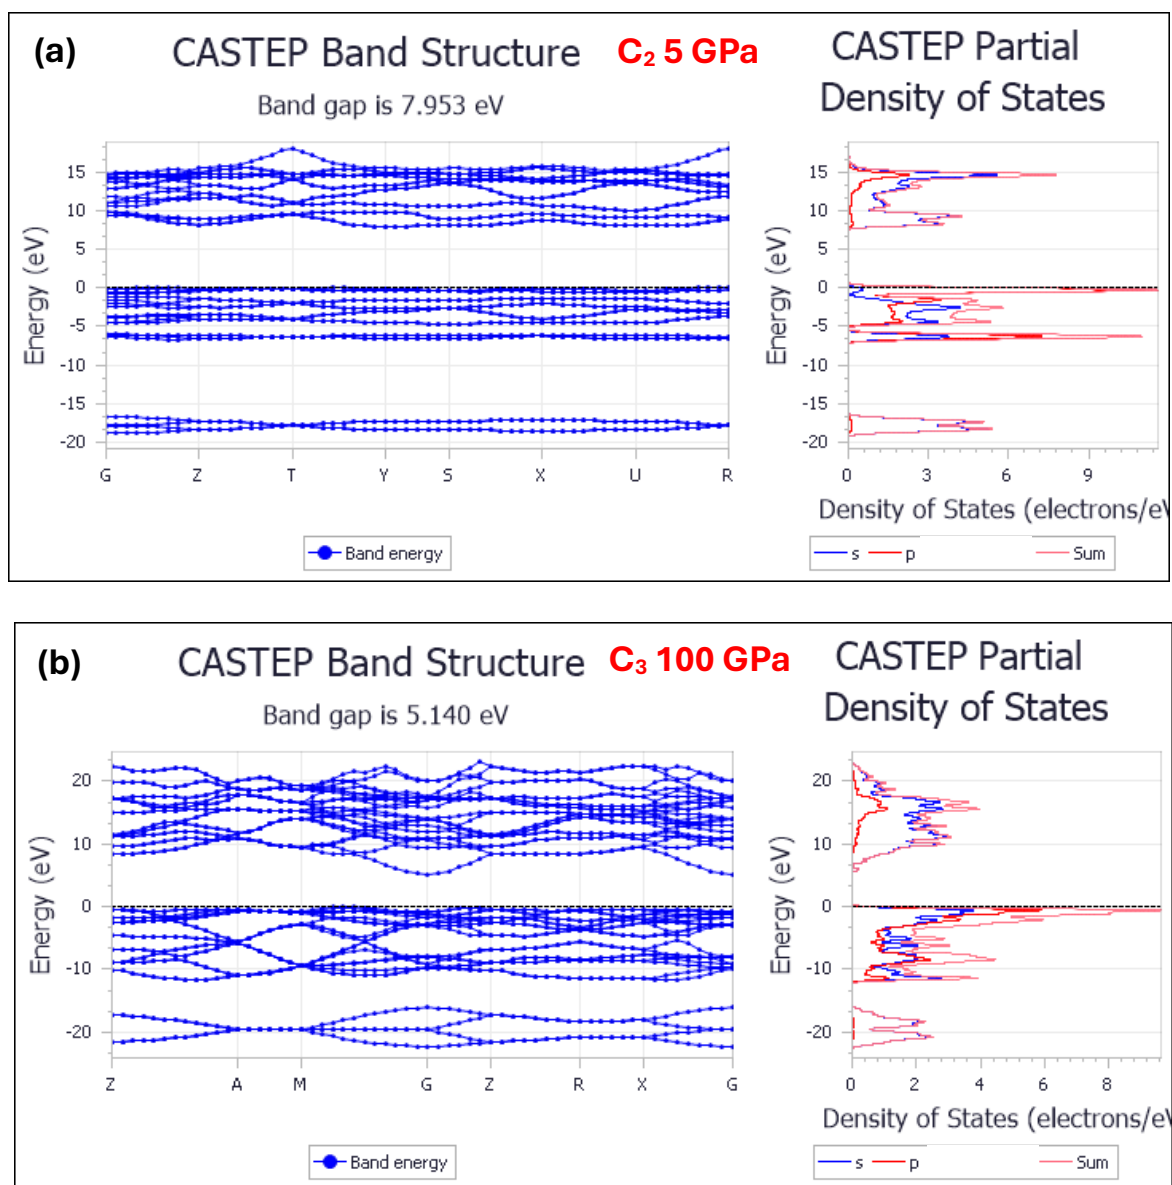 (a)
CASTEP Band Structure C₂ 5 GPa
Band gap is 7.953 eV
CASTEP Partial
Density of States
Energy (eV)
15
10
5
0
-5
-10
-15
-20
G Z T Y S X U R
Band energy
Energy (eV)
15
10
5
0
-5
-10
-15
-20
0 3 6 9
Density of States (electrons/eV
s p Sum
(b)
CASTEP Band Structure C₃ 100 GPa
Band gap is 5.140 eV
CASTEP Partial
Density of States
Energy (eV)
20
10
0
-10
-20
Z A M G Z R X G
Band energy
Energy (eV)
20
10
0
-10
-20
0 2 4 6 8
Density of States (electrons/eV
s p Sum